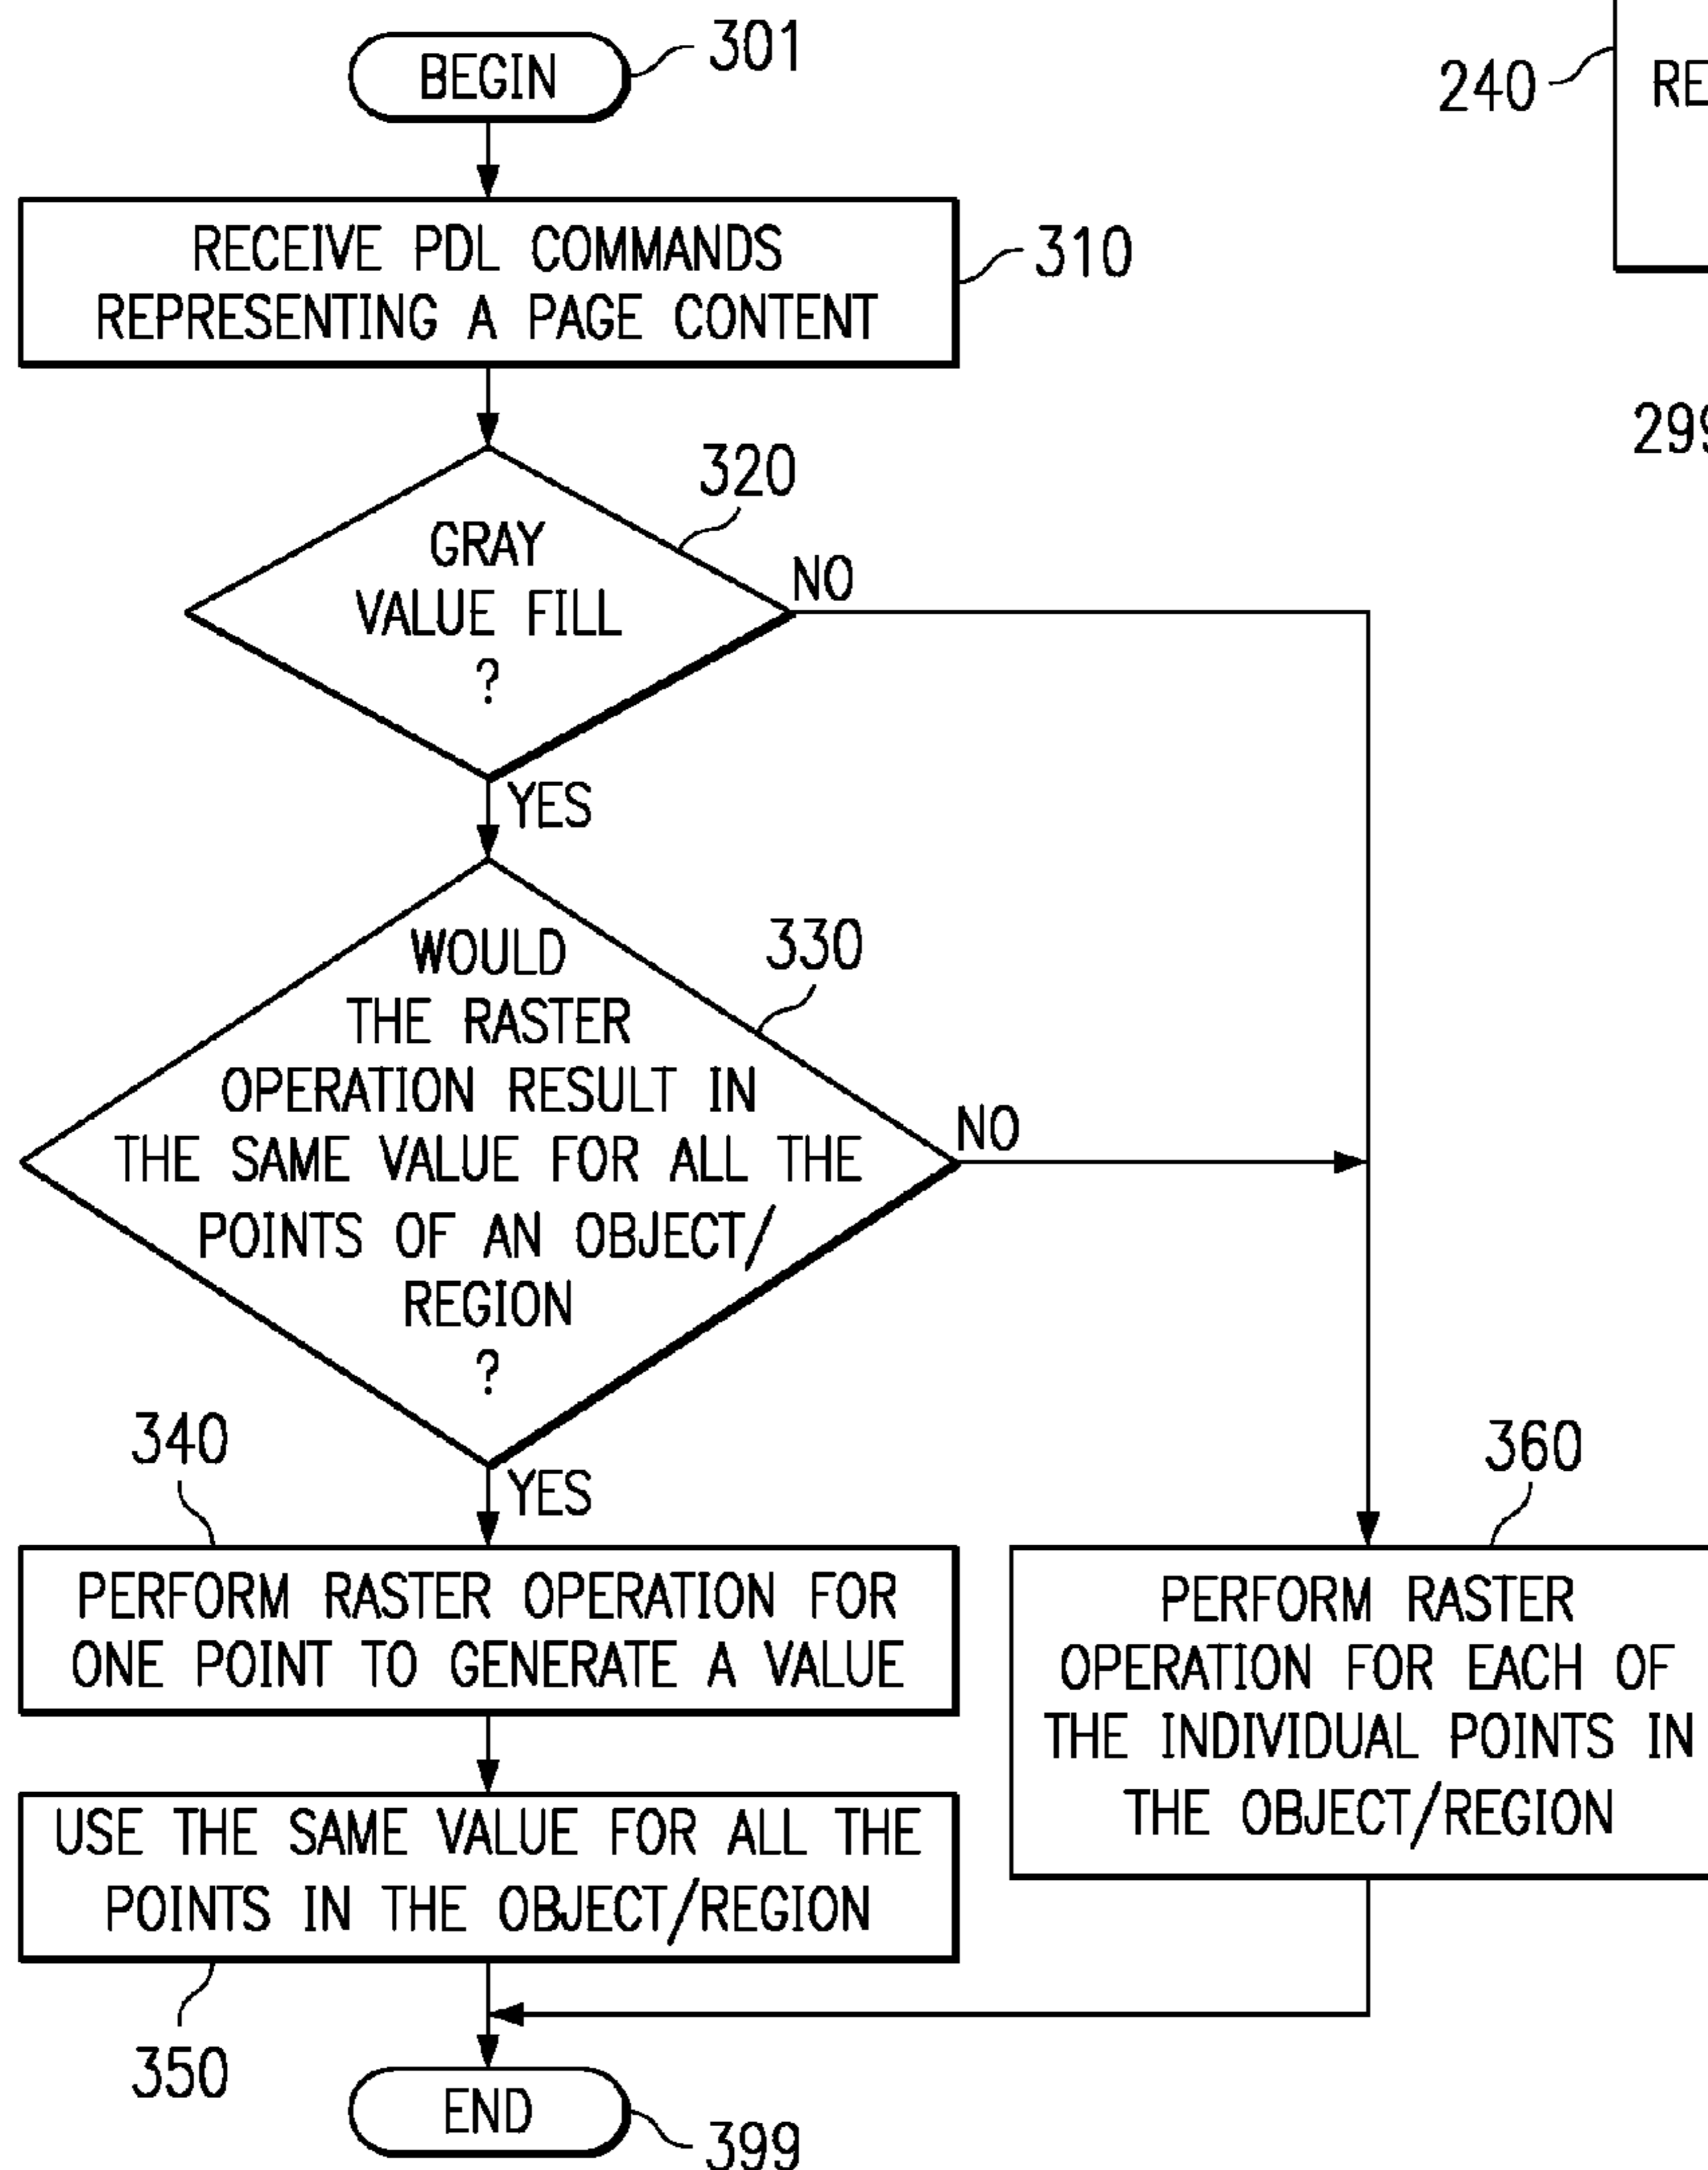 BEGIN
301
RECEIVE PDL COMMANDS
REPRESENTING A PAGE CONTENT
310
GRAY
VALUE FILL
?
320
NO
YES
WOULD
THE RASTER
OPERATION RESULT IN
THE SAME VALUE FOR ALL THE
POINTS OF AN OBJECT/
REGION
?
330
NO
YES
340
PERFORM RASTER OPERATION FOR
ONE POINT TO GENERATE A VALUE
USE THE SAME VALUE FOR ALL THE
POINTS IN THE OBJECT/REGION
350
360
PERFORM RASTER
OPERATION FOR EACH OF
THE INDIVIDUAL POINTS IN
THE OBJECT/REGION
END
399
240